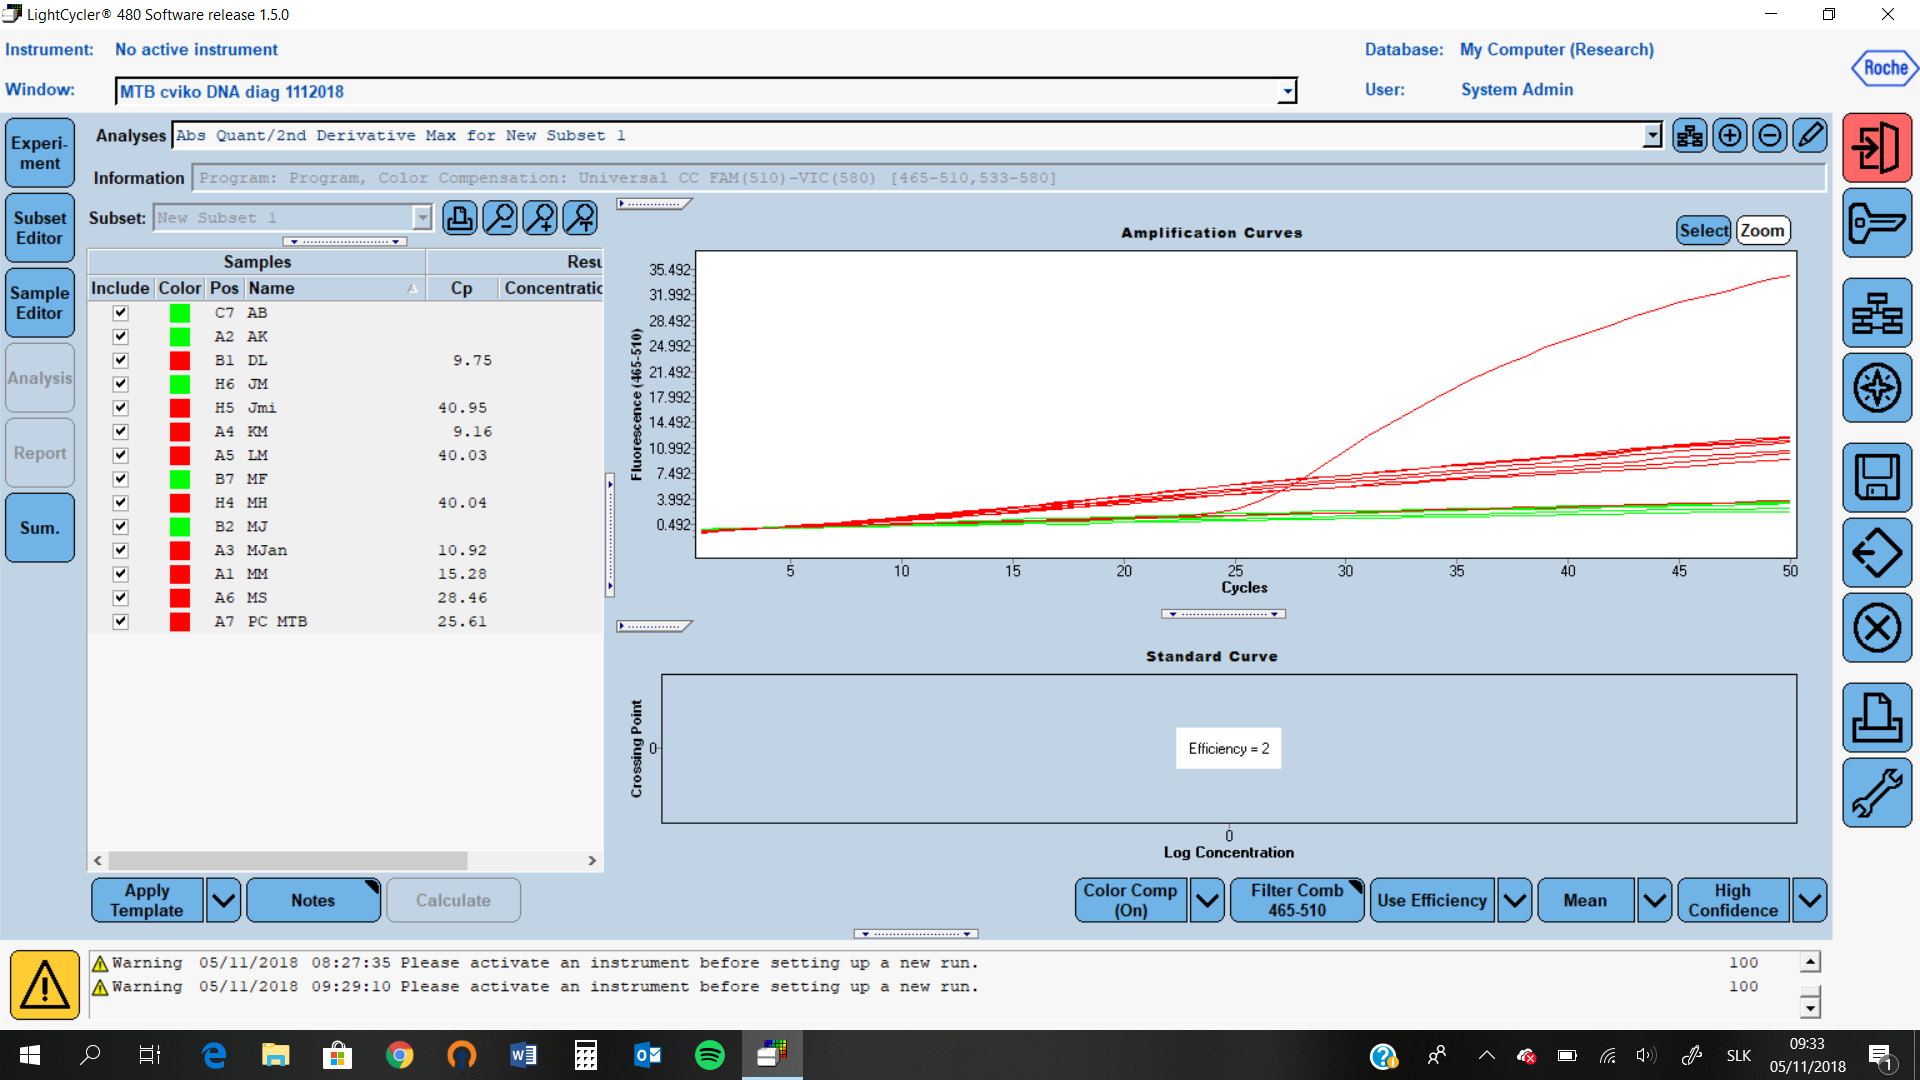 LightCycler® 480 Software release 1.5.0
Instrument: No active instrument
Database: My Computer (Research)
Roche
Window: MTB cviko DNA diag 1112018
User: System Admin
Experi-
ment
Subset
Editor
Sample
Editor
Analysis
Report
Sum.
Analyses Abs Quant/2nd Derivative Max for New Subset 1
Information Program: Program, Color Compensation: Universal CC FAM(510)-VIC(580) [465-510,533-580]
Subset: New Subset 1
Samples Resu
Include Color Pos Name Cp Concentratic
C7 AB
A2 AK
B1 DL 9.75
H6 JM
H5 Jmi 40.95
A4 KM 9.16
A5 LM 40.03
B7 MF
H4 MH 40.04
B2 MJ
A3 MJan 10.92
A1 MM 15.28
A6 MS 28.46
A7 PC MTB 25.61
Amplification Curves
Select Zoom
Fluorescence (465-510)
35.492
31.992
28.492
24.992
21.492
17.992
14.492
10.992
7.492
3.992
0.492
5 10 15 20 25 30 35 40 45 50
Cycles
Standard Curve
Crossing Point
0
Efficiency = 2
0
Log Concentration
Apply
Template
Notes
Calculate
Color Comp
(On)
Filter Comb
465-510
Use Efficiency
Mean
High
Confidence
Warning 05/11/2018 08:27:35 Please activate an instrument before setting up a new run. 100
Warning 05/11/2018 09:29:10 Please activate an instrument before setting up a new run. 100
SLK
09:33
05/11/2018
1